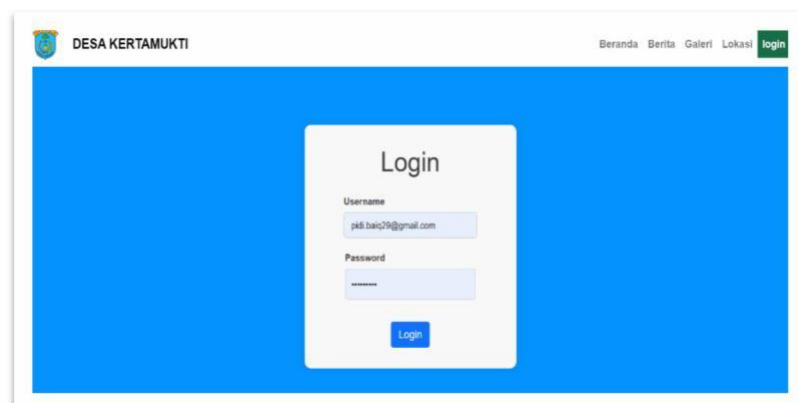 DESA KERTAMUKTI
Beranda Berita Galeri Lokasi login
Login
Username
pidi.baiq29@gmail.com
Password
•••••••••
Login